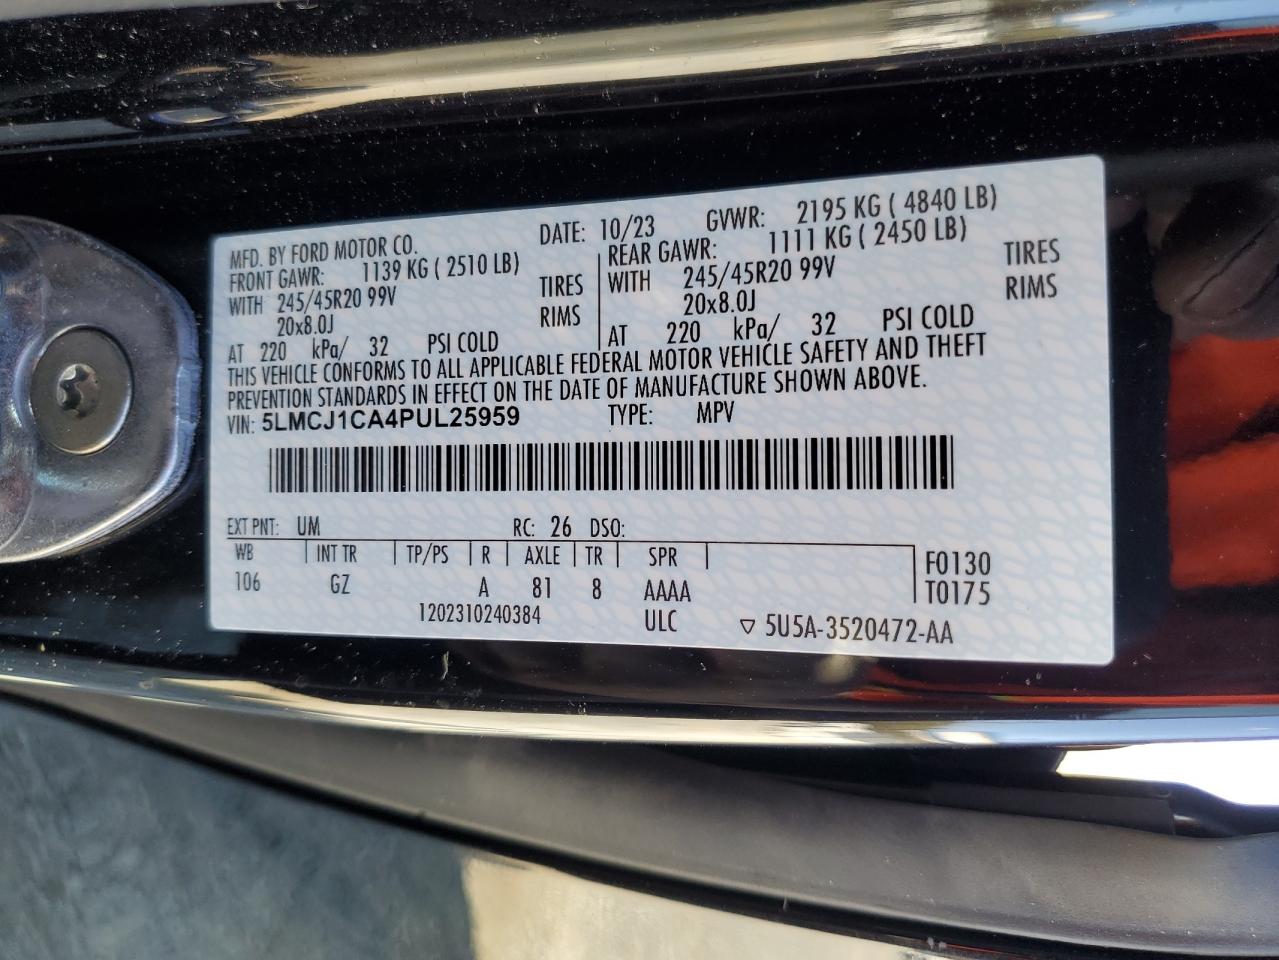 MFD. BY FORD MOTOR CO. DATE: 10/23 GVWR: 2195 KG ( 4840 LB)
FRONT GAWR: 1139 KG ( 2510 LB) REAR GAWR: 1111 KG ( 2450 LB)
WITH 245/45R20 99V TIRES WITH 245/45R20 99V TIRES
20x8.0J RIMS 20x8.0J RIMS
AT 220 kPa/ 32 PSI COLD AT 220 kPa/ 32 PSI COLD
THIS VEHICLE CONFORMS TO ALL APPLICABLE FEDERAL MOTOR VEHICLE SAFETY AND THEFT
PREVENTION STANDARDS IN EFFECT ON THE DATE OF MANUFACTURE SHOWN ABOVE.
VIN: 5LMCJ1CA4PUL25959 TYPE: MPV
EXT PNT: UM RC: 26 DSO:
WB INT TR TP/PS R AXLE TR SPR F0130
106 GZ A 81 8 AAAA T0175
1202310240384 ULC ▽ 5U5A-3520472-AA